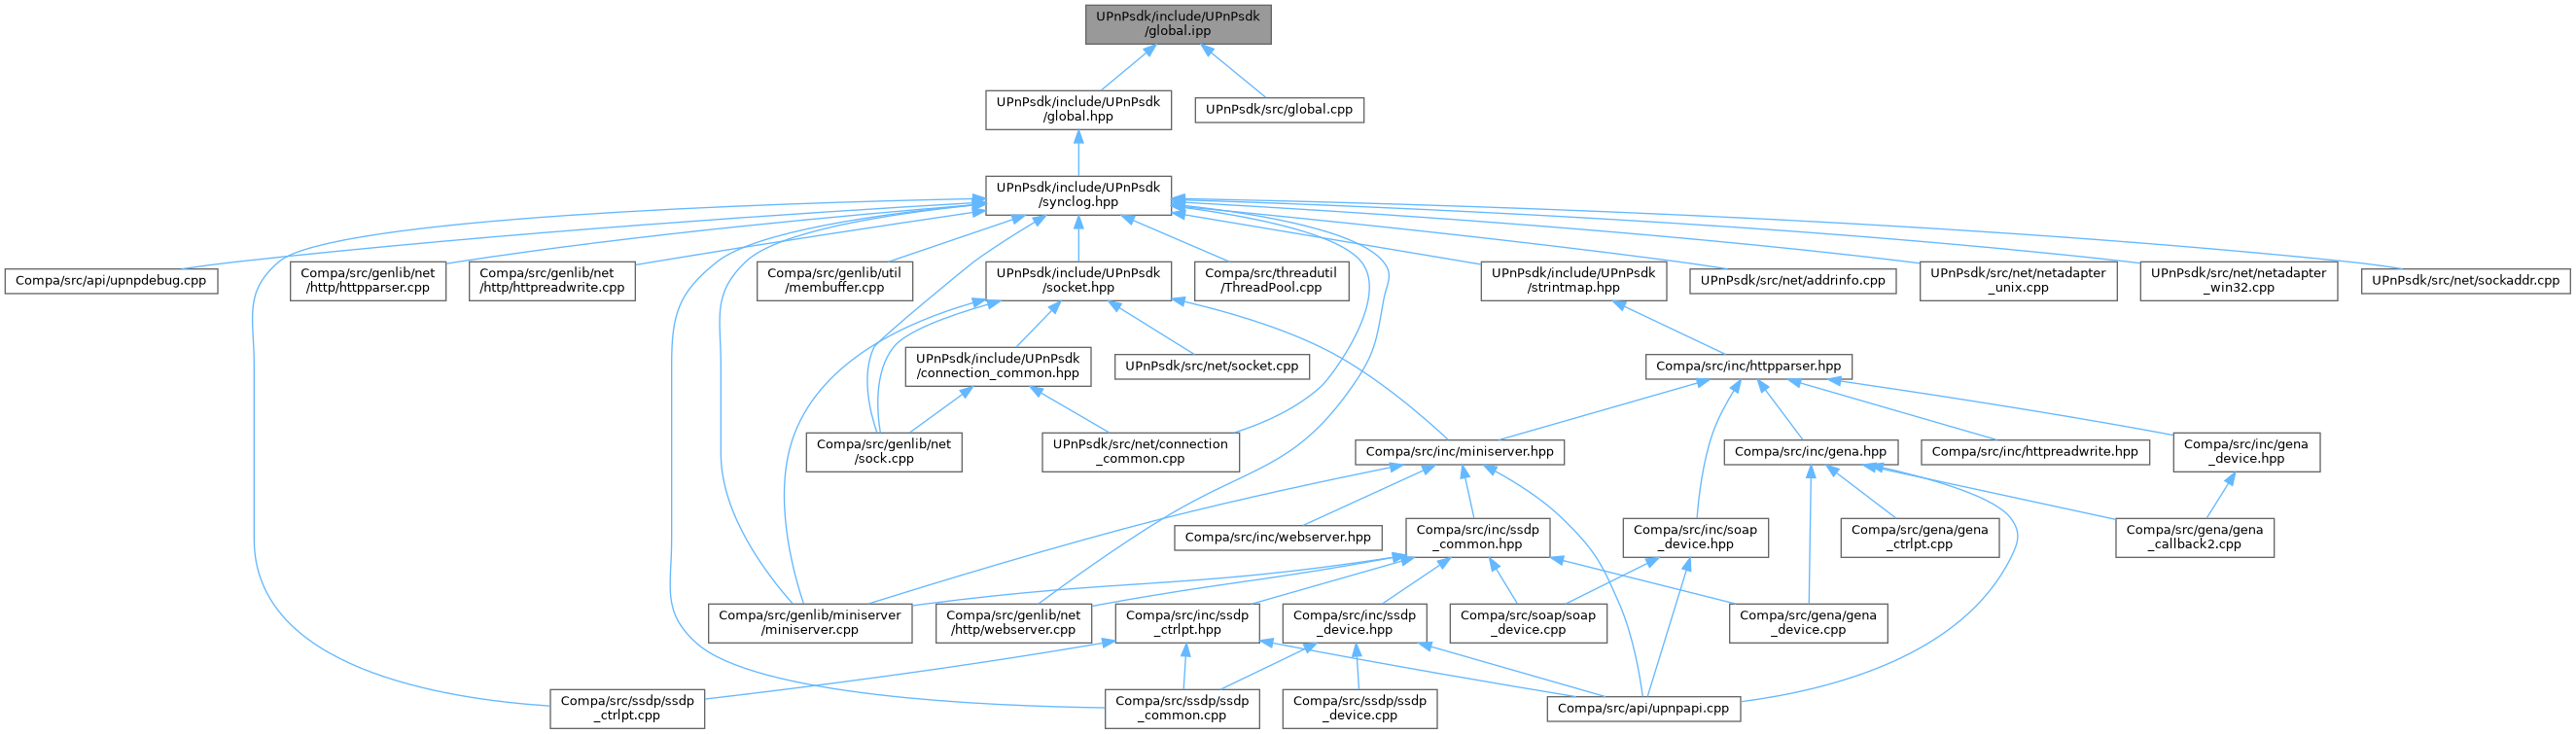 UPnPsdk/include/UPnPsdk
/global.ipp
UPnPsdk/include/UPnPsdk
/global.hpp
UPnPsdk/src/global.cpp
UPnPsdk/include/UPnPsdk
/synclog.hpp
Compa/src/api/upnpdebug.cpp
Compa/src/genlib/net
/http/httpparser.cpp
Compa/src/genlib/net
/http/httpreadwrite.cpp
Compa/src/genlib/util
/membuffer.cpp
UPnPsdk/include/UPnPsdk
/socket.hpp
Compa/src/threadutil
/ThreadPool.cpp
UPnPsdk/include/UPnPsdk
/strintmap.hpp
UPnPsdk/src/net/addrinfo.cpp
UPnPsdk/src/net/netadapter
_unix.cpp
UPnPsdk/src/net/netadapter
_win32.cpp
UPnPsdk/src/net/sockaddr.cpp
UPnPsdk/include/UPnPsdk
/connection_common.hpp
UPnPsdk/src/net/socket.cpp
Compa/src/inc/httpparser.hpp
Compa/src/genlib/net
/sock.cpp
UPnPsdk/src/net/connection
_common.cpp
Compa/src/inc/miniserver.hpp
Compa/src/inc/gena.hpp
Compa/src/inc/httpreadwrite.hpp
Compa/src/inc/gena
_device.hpp
Compa/src/inc/webserver.hpp
Compa/src/inc/ssdp
_common.hpp
Compa/src/inc/soap
_device.hpp
Compa/src/gena/gena
_ctrlpt.cpp
Compa/src/gena/gena
_callback2.cpp
Compa/src/genlib/miniserver
/miniserver.cpp
Compa/src/genlib/net
/http/webserver.cpp
Compa/src/inc/ssdp
_ctrlpt.hpp
Compa/src/inc/ssdp
_device.hpp
Compa/src/soap/soap
_device.cpp
Compa/src/gena/gena
_device.cpp
Compa/src/ssdp/ssdp
_ctrlpt.cpp
Compa/src/ssdp/ssdp
_common.cpp
Compa/src/ssdp/ssdp
_device.cpp
Compa/src/api/upnpapi.cpp